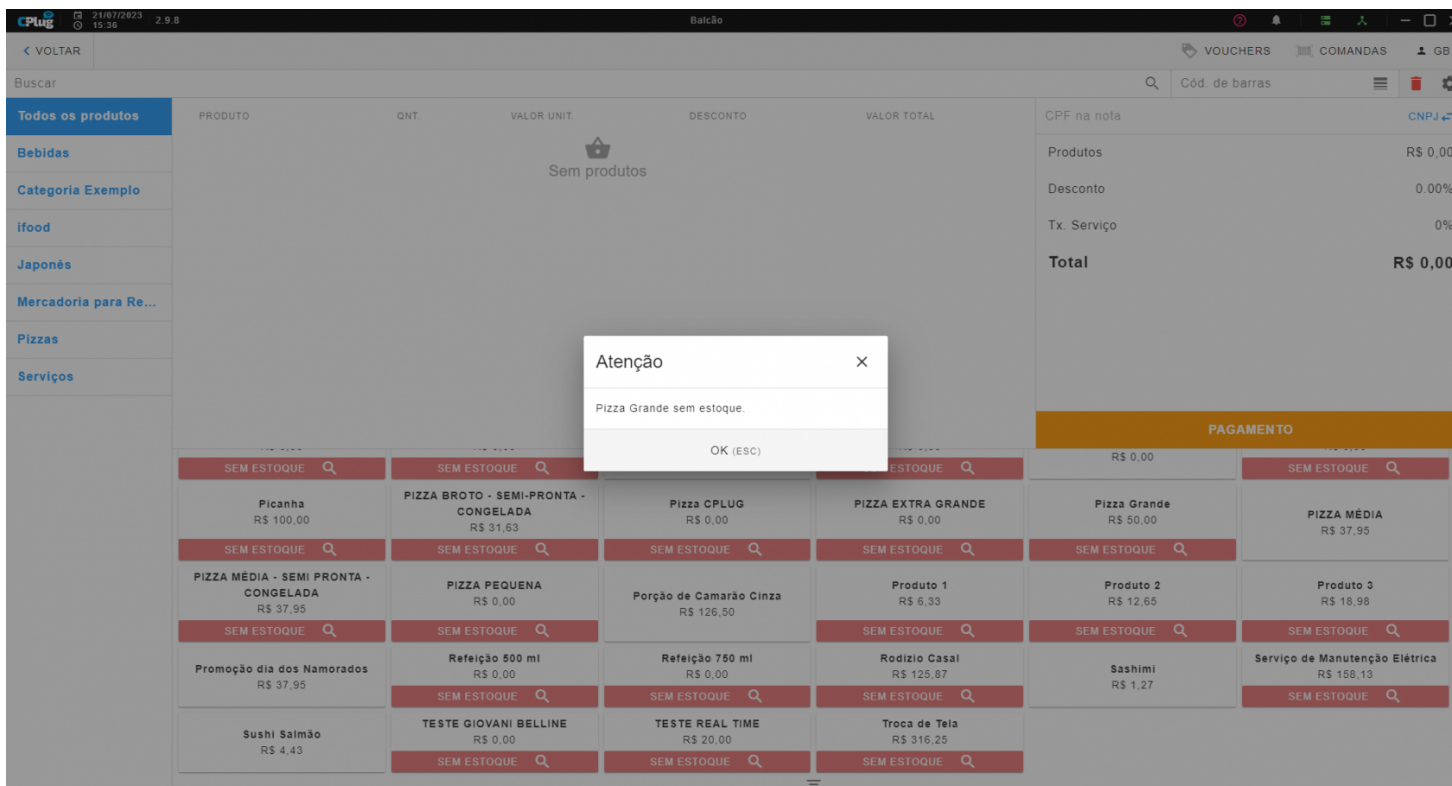 CPlug 21/07/2023 15:36 2.9.8 Balcão
VOLTAR VOUCHERS COMANDAS GB
Buscar Cód. de barras
Todos os produtos
Bebidas
Categoria Exemplo
ifood
Japonês
Mercadoria para Re...
Pizzas
Serviços
PRODUTO QNT. VALOR UNIT. DESCONTO VALOR TOTAL
Sem produtos
CPF na nota CNPJ
Produtos R$ 0,00
Desconto 0.00%
Tx. Serviço 0%
Total R$ 0,00
PAGAMENTO
Atenção
Pizza Grande sem estoque.
OK (ESC)
R$ 0,00
SEM ESTOQUE SEM ESTOQUE ESTOQUE SEM ESTOQUE
Picanha
R$ 100,00
SEM ESTOQUE
PIZZA BROTO - SEMI-PRONTA -
CONGELADA
R$ 31,63
SEM ESTOQUE
Pizza CPLUG
R$ 0,00
SEM ESTOQUE
PIZZA EXTRA GRANDE
R$ 0,00
SEM ESTOQUE
Pizza Grande
R$ 50,00
SEM ESTOQUE
PIZZA MÉDIA
R$ 37,95
PIZZA MÉDIA - SEMI PRONTA -
CONGELADA
R$ 37,95
SEM ESTOQUE
PIZZA PEQUENA
R$ 0,00
SEM ESTOQUE
Porção de Camarão Cinza
R$ 126,50
Produto 1
R$ 6,33
SEM ESTOQUE
Produto 2
R$ 12,65
SEM ESTOQUE
Produto 3
R$ 18,98
SEM ESTOQUE
Promoção dia dos Namorados
R$ 37,95
Refeição 500 ml
R$ 0,00
SEM ESTOQUE
Refeição 750 ml
R$ 0,00
SEM ESTOQUE
Rodizio Casal
R$ 125,87
SEM ESTOQUE
Sashimi
R$ 1,27
Serviço de Manutenção Elétrica
R$ 158,13
SEM ESTOQUE
Sushi Salmão
R$ 4,43
TESTE GIOVANI BELLINE
R$ 0,00
SEM ESTOQUE
TESTE REAL TIME
R$ 20,00
SEM ESTOQUE
Troca de Tela
R$ 316,25
SEM ESTOQUE